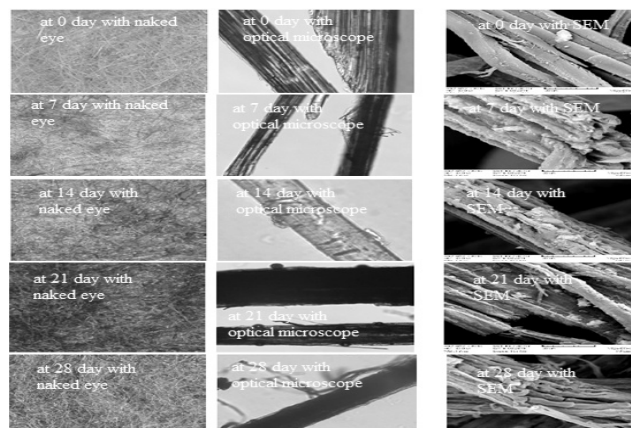 at 0 day with naked
eye
at 0 day with
optical microscope
at 0 day with SEM
at 7 day with naked
eye
at 7 day with
optical microscope
at 7 day with SEM
at 14 day with
naked eye
at 14 day with
optical microscope
at 14 day with
SEM
at 21 day with
naked eye
at 21 day with
optical microscope
at 21 day with
SEM
at 28 day with
naked eye
at 28 day with
optical microscope
at 28 day with
SEM